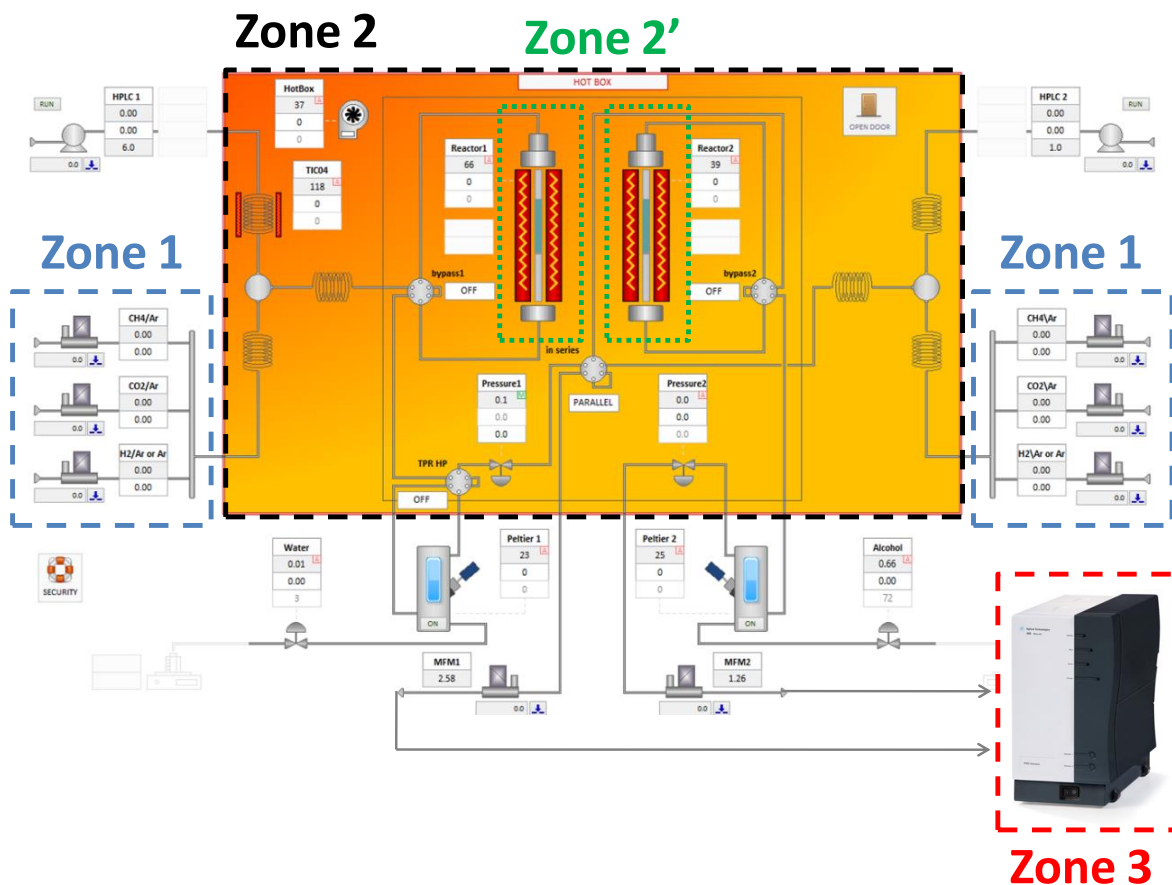 Zone 2
Zone 2’
HOT BOX
RUN
HPLC 1
0.00
0.00
6.0
0.0
HotBox
37
0
0
OPEN DOOR
HPLC 2
0.00
0.00
1.0
RUN
0.0
Reactor1
66
0
0
Reactor2
39
0
0
TIC04
118
0
0
Zone 1
Zone 1
bypass1
OFF
bypass2
OFF
CH4/Ar
0.00
0.00
0.0
CO2/Ar
0.00
0.00
0.0
H2/Ar or Ar
0.00
0.00
0.0
in series
PARALLEL
Pressure1
0.1
0.0
0.0
Pressure2
0.0
0.0
0.0
CH4\Ar
0.00
0.00
0.0
CO2\Ar
0.00
0.00
0.0
H2\Ar or Ar
0.00
0.00
0.0
TPR HP
OFF
SECURITY
Water
0.01
0.00
3
Peltier 1
23
0
0
ON
Peltier 2
25
0
0
ON
Alcohol
0.66
0.00
72
MFM1
2.58
0.0
MFM2
1.26
0.0
Agilent Technologies
Zone 3